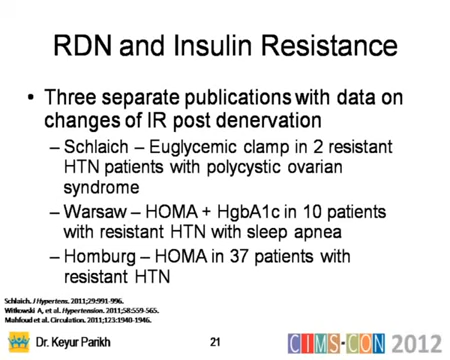 RDN and Insulin Resistance
• Three separate publications with data on
changes of IR post denervation
– Schlaich – Euglycemic clamp in 2 resistant
HTN patients with polycystic ovarian
syndrome
– Warsaw – HOMA + HgbA1c in 10 patients
with resistant HTN with sleep apnea
– Homburg – HOMA in 37 patients with
resistant HTN
Schlaich. J Hypertens. 2011;29:991-996.
Witkowski A, et al. Hypertension. 2011;58:559-565.
Mahfoud et al. Circulation. 2011;123:1940-1946.
Dr. Keyur Parikh
21
CIMS-CON 2012